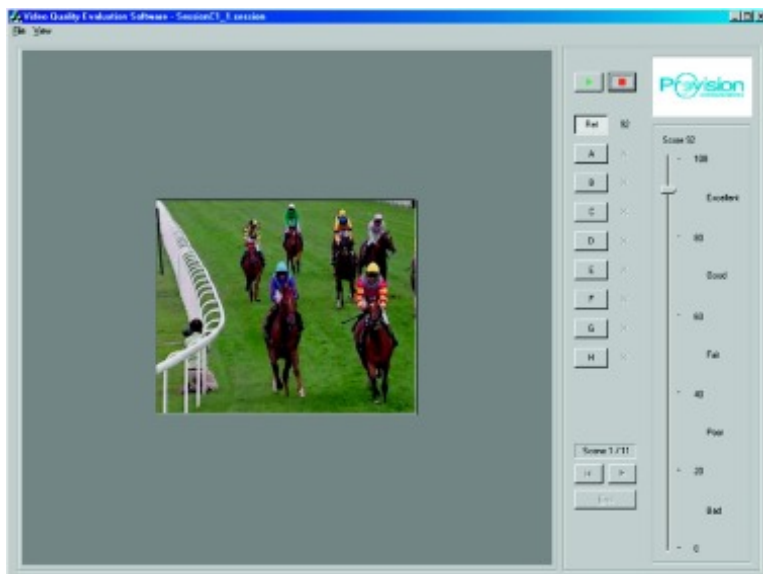 Video Quality Evaluation Software - SessionC1_1.session
File View
Provision
Ref 92
A
B
C
D
E
F
G
H
Scene 1 / 11
Score 92
100
Excellent
80
Good
60
Fair
40
Poor
20
Bad
0